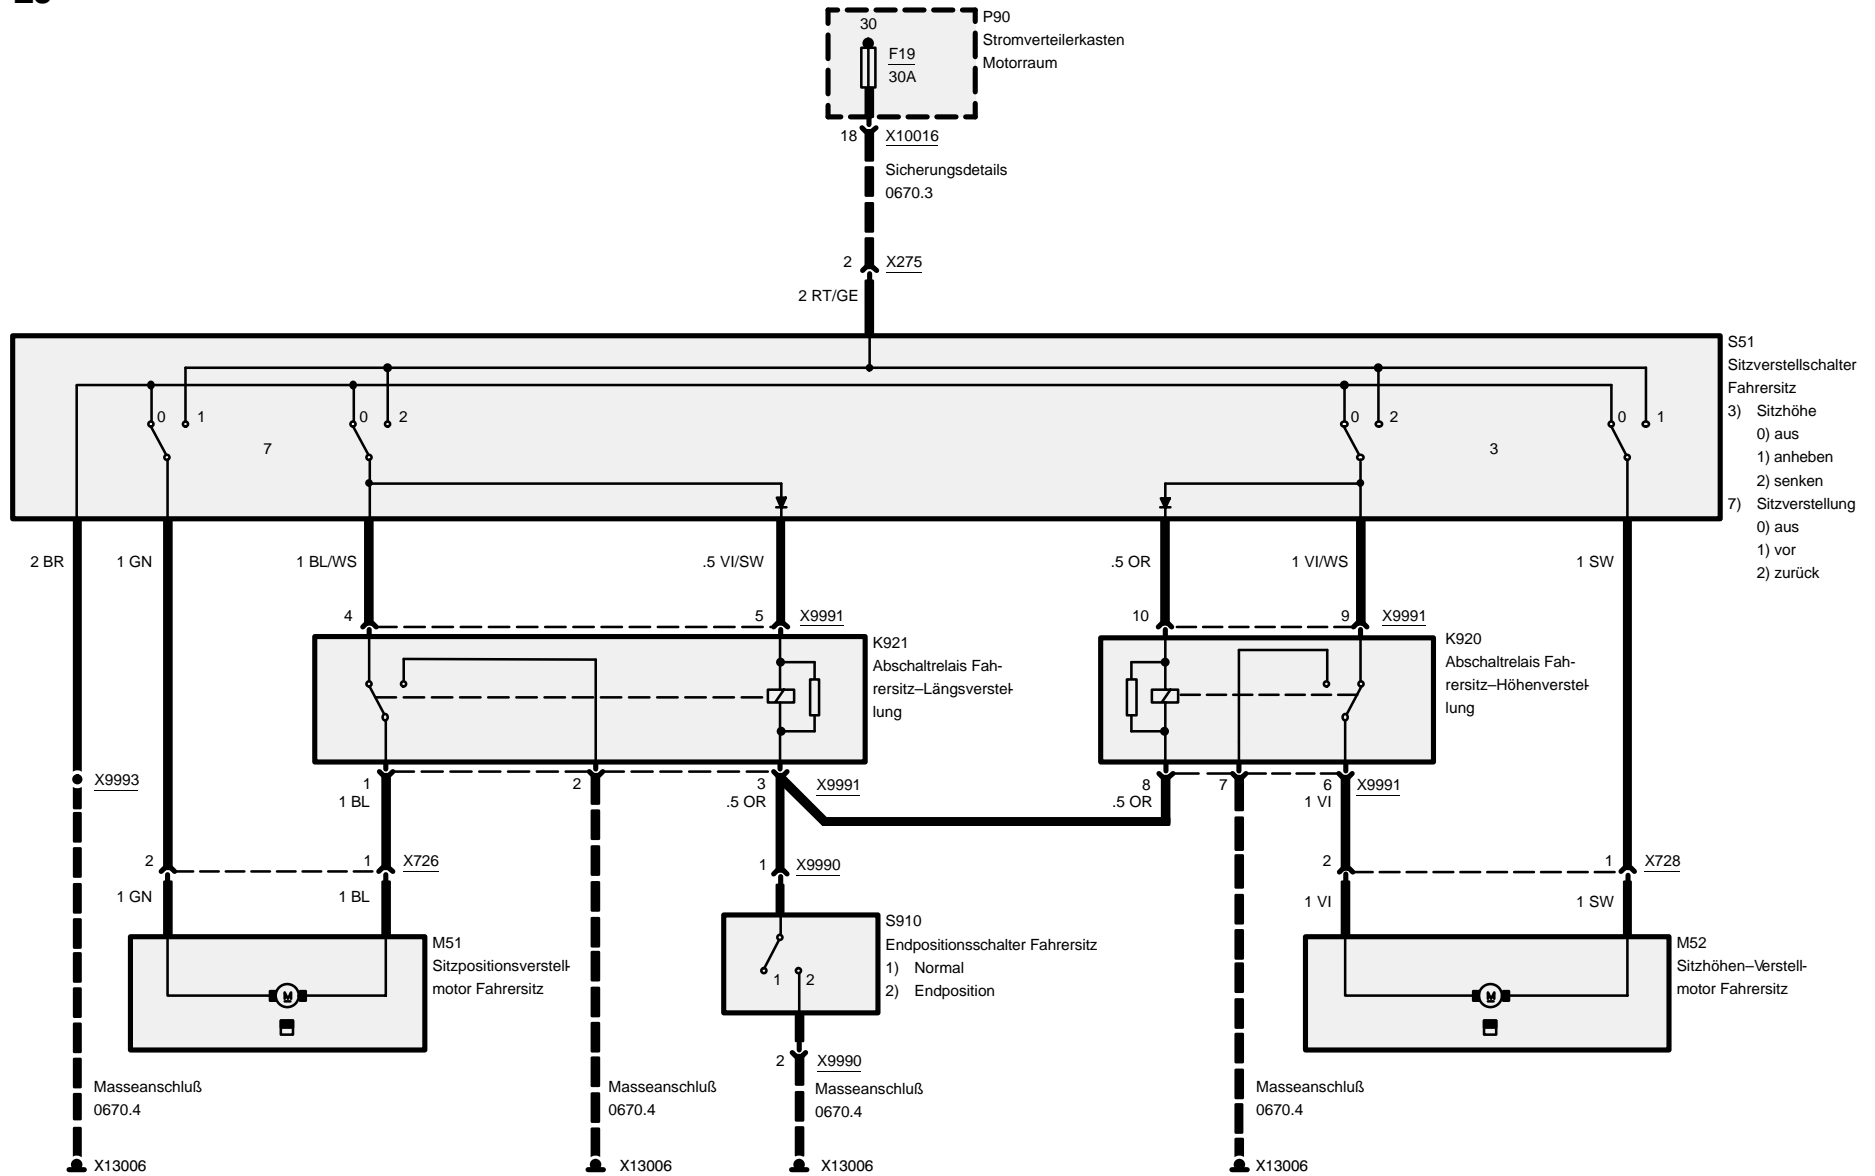 30
F19
30A
P90
Stromverteilerkasten
Motorraum
18 X10016
Sicherungsdetails
0670.3
2 X275
2 RT/GE
S51
Sitzverstellschalter
Fahrersitz
3) Sitzhöhe
0) aus
1) anheben
2) senken
7) Sitzverstellung
0) aus
1) vor
2) zurück
0 1 0 2 0 2 0 1
7 3
2 BR 1 GN 1 BL/WS .5 VI/SW .5 OR 1 VI/WS 1 SW
4 5 X9991 10 9 X9991
K921
Abschaltrelais Fah-
rersitz–Längsverstel-
lung
K920
Abschaltrelais Fah-
rersitz–Höhenverstel-
lung
X9993 1 2 3 X9991 8 7 6 X9991
1 BL .5 OR .5 OR 1 VI
2 1 X726 1 X9990 2 1 X728
1 GN 1 BL 1 VI 1 SW
M51
Sitzpositionsverstell-
motor Fahrersitz
M
S910
Endpositionsschalter Fahrersitz
1) Normal
2) Endposition
1 2
M52
Sitzhöhen–Verstell-
motor Fahrersitz
M
2 X9990
Masseanschluß
0670.4
Masseanschluß
0670.4
Masseanschluß
0670.4
Masseanschluß
0670.4
X13006 X13006 X13006 X13006